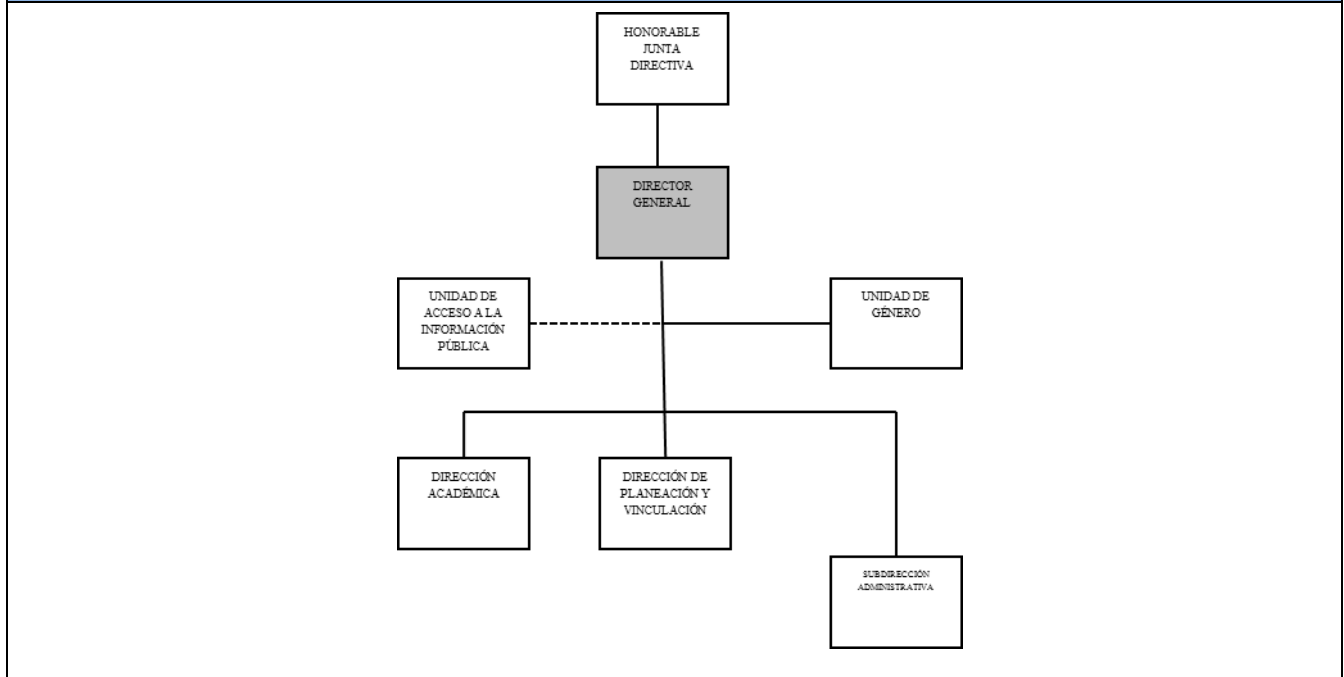 HONORABLE
JUNTA
DIRECTIVA
DIRECTOR
GENERAL
UNIDAD DE
ACCESO A LA
INFORMACIÓN
PÚBLICA
UNIDAD DE
GÉNERO
DIRECCIÓN
ACADÉMICA
DIRECCIÓN DE
PLANEACIÓN Y
VINCULACIÓN
SUBDIRECCIÓN
ADMINISTRATIVA